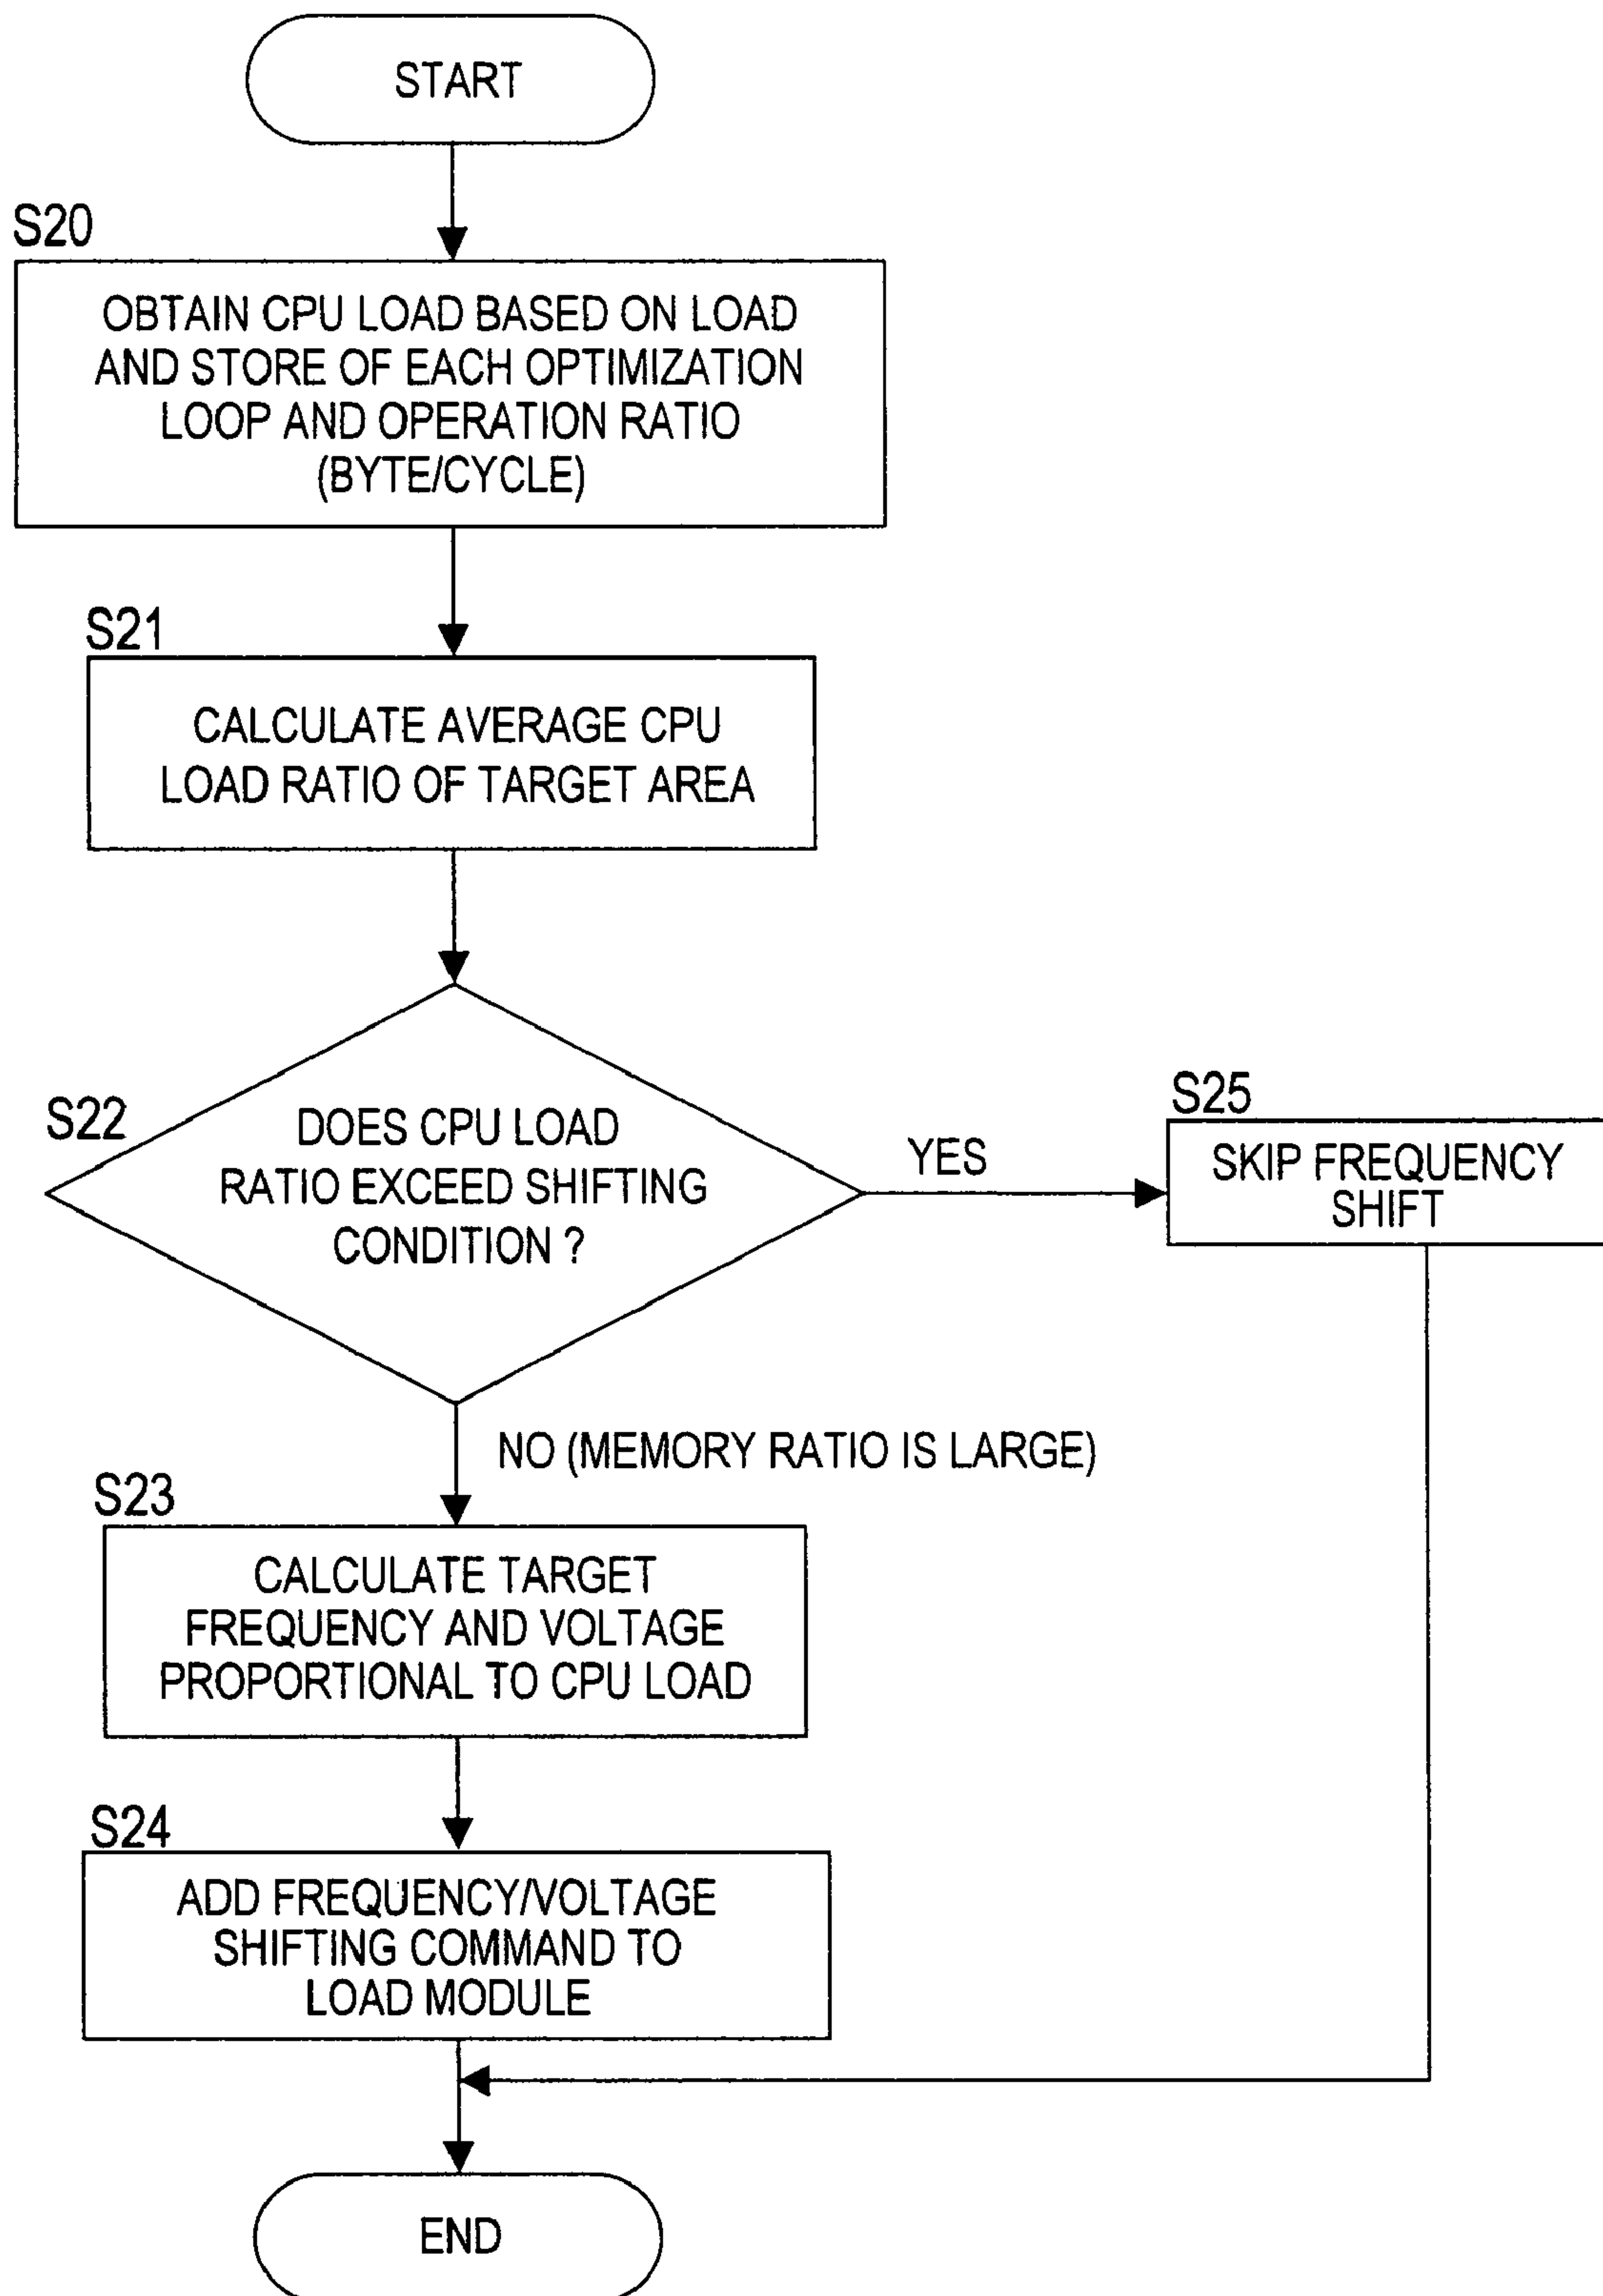 START
S20
OBTAIN CPU LOAD BASED ON LOAD
AND STORE OF EACH OPTIMIZATION
LOOP AND OPERATION RATIO
(BYTE/CYCLE)
S21
CALCULATE AVERAGE CPU
LOAD RATIO OF TARGET AREA
S22
DOES CPU LOAD
RATIO EXCEED SHIFTING
CONDITION ?
YES
S25
SKIP FREQUENCY
SHIFT
NO (MEMORY RATIO IS LARGE)
S23
CALCULATE TARGET
FREQUENCY AND VOLTAGE
PROPORTIONAL TO CPU LOAD
S24
ADD FREQUENCY/VOLTAGE
SHIFTING COMMAND TO
LOAD MODULE
END